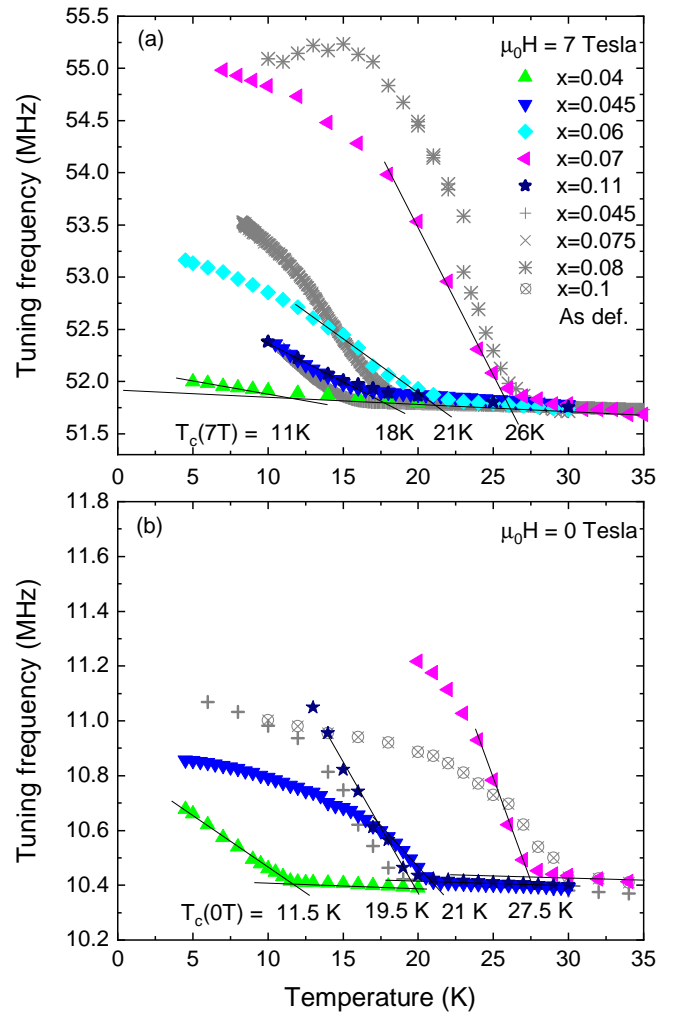 55.5
(a)
μ₀H = 7 Tesla
55.0
x=0.04
x=0.045
54.5
x=0.06
x=0.07
54.0
x=0.11
x=0.045
53.5
x=0.075
x=0.08
53.0
x=0.1
As def.
52.5
52.0
51.5
Tuning frequency (MHz)
T_c(7T) = 11K 18K 21K 26K
0 5 10 15 20 25 30 35
11.8
(b)
μ₀H = 0 Tesla
11.6
11.4
11.2
11.0
10.8
10.6
10.4
10.2
Tuning frequency (MHz)
T_c(0T) = 11.5 K 19.5 K 21 K 27.5 K
0 5 10 15 20 25 30 35
Temperature (K)